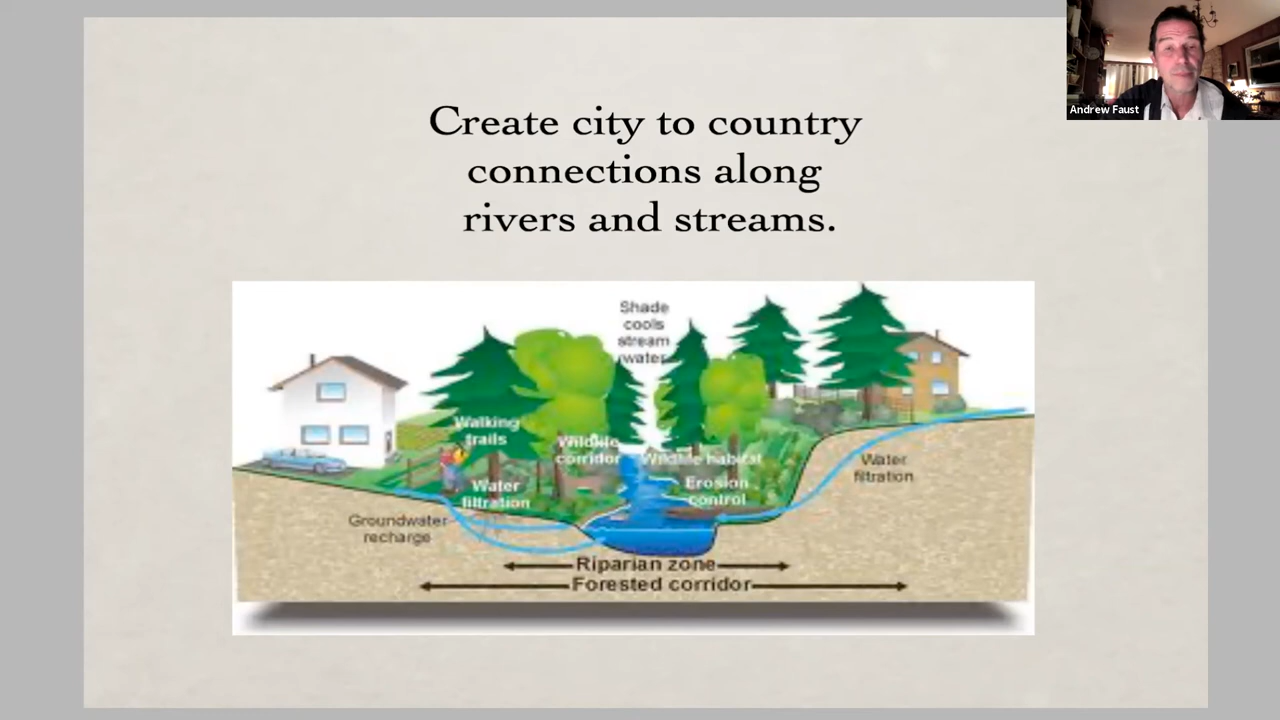 Andrew Faust
Create city to country
connections along
rivers and streams.
Shade
cools
stream
water
Walking
trails
Wildlife
corridor
Wildlife habitat
Water
filtration
Erosion
control
Water
filtration
Groundwater
recharge
Riparian zone
Forested corridor